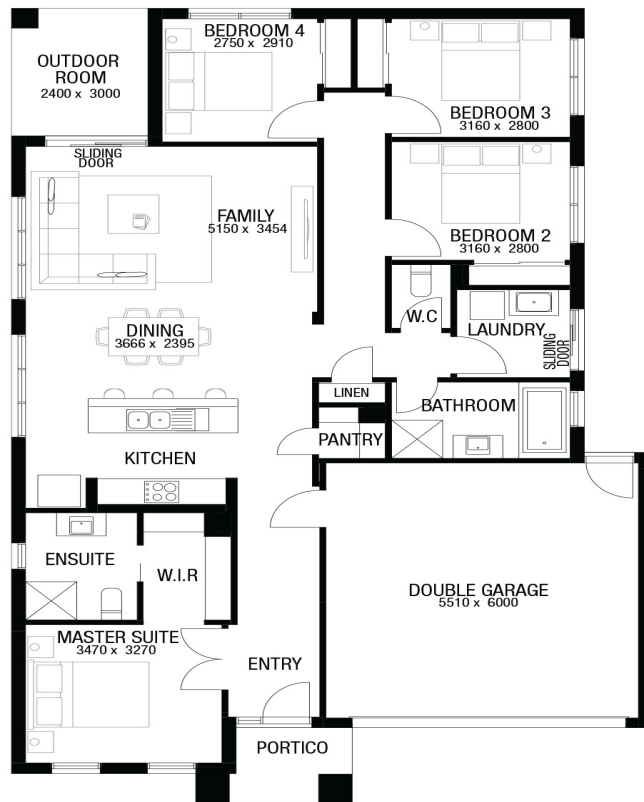 BEDROOM 4
2750 x 2910
OUTDOOR
ROOM
2400 x 3000
BEDROOM 3
3160 x 2800
SLIDING
DOOR
FAMILY
5150 x 3454
BEDROOM 2
3160 x 2800
W.C
LAUNDRY
SLIDING
DOOR
DINING
3666 x 2395
LINEN
BATHROOM
PANTRY
KITCHEN
ENSUITE
W.I.R
DOUBLE GARAGE
5510 x 6000
MASTER SUITE
3470 x 3270
ENTRY
PORTICO